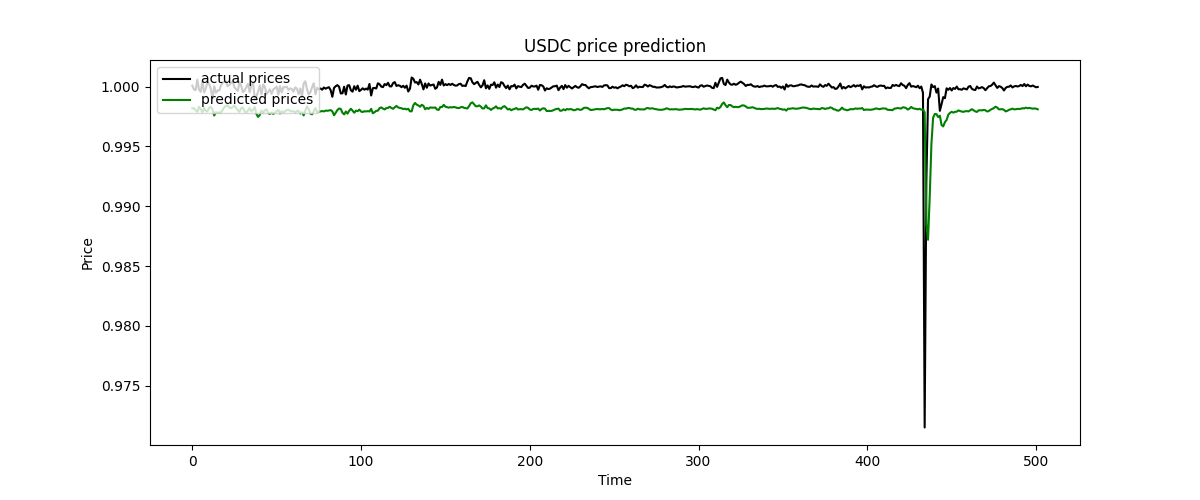 USDC price prediction
actual prices
predicted prices
Price
1.000
0.995
0.990
0.985
0.980
0.975
0 100 200 300 400 500
Time